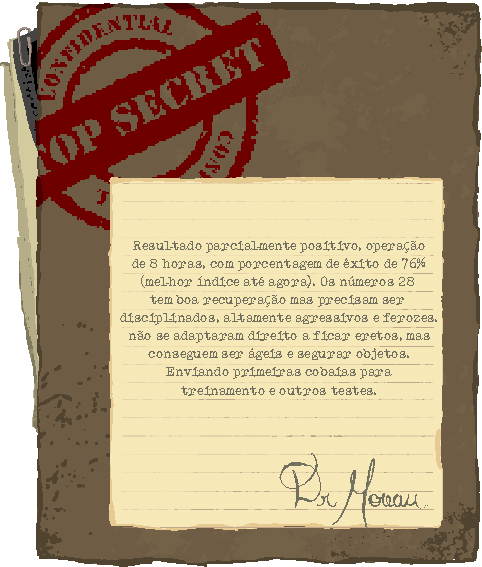 CONFIDENTIAL
TOP SECRET
Resultado parcialmente positivo, operação
de 8 horas, com porcentagem de êxito de 76%
(melhor índice até agora). Os números 28
tem boa recuperação mas precisam ser
disciplinados, altamente agressivos e ferozes.
não se adaptaram direito a ficar eretos, mas
conseguem ser ágeis e segurar objetos.
Enviando primeiras cobaias para
treinamento e outros testes.
Dr Moreau